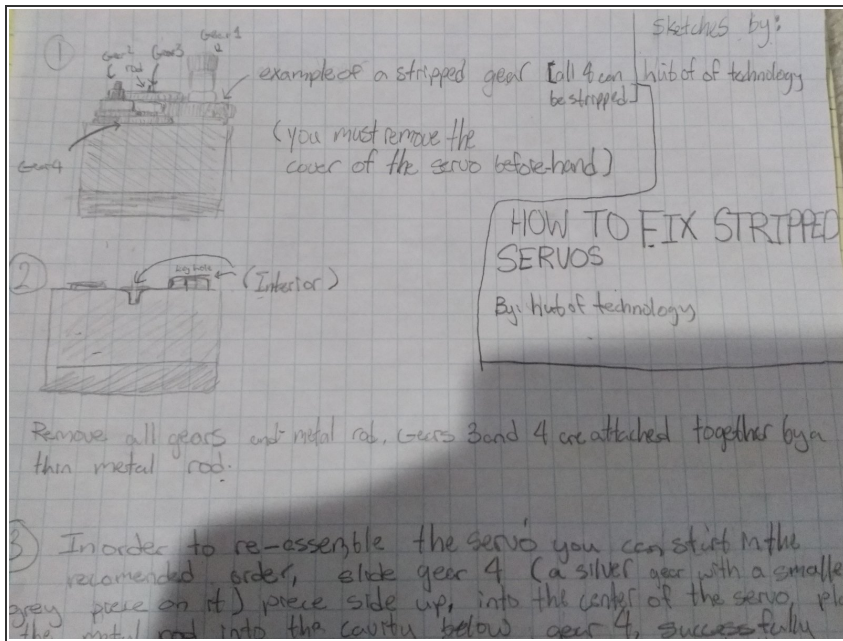 sketches by:
hub of of technology
1
Gear 1
Gear 2
rod
Gear3
example of a stripped gear [all 4 can
be stripped]
(you must remove the
cover of the servo before-hand)
Gear4
HOW TO FIX STRIPPED
SERVOS
By: hub of technology
2
(Interior)
Remove all gears and metal rod. Gears 3 and 4 are attached together by a
thin metal rod.
3 In order to re-assemble the servo you can start in the
recomended order, slide gear 4 (a silver gear with a smalle
grey piece on it) piece side up, into the center of the servo,
the metal rod into the cavity below gear 4, successfully